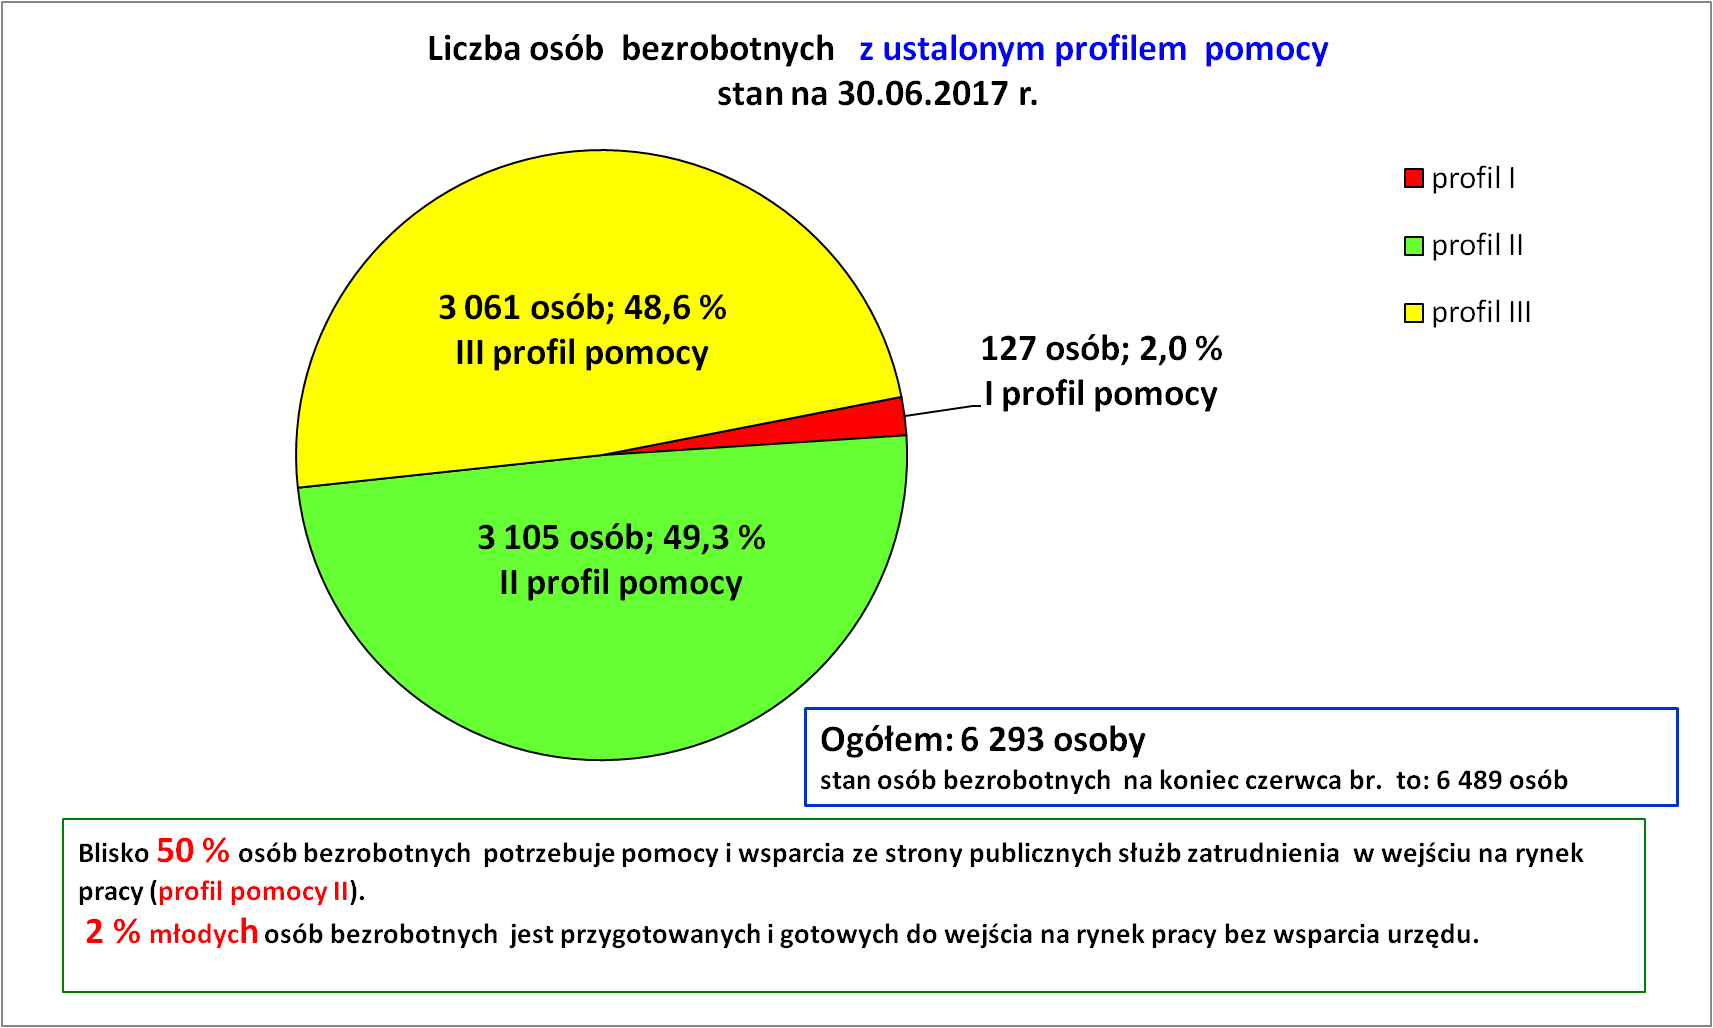 Liczba osób bezrobotnych z ustalonym profilem pomocy
stan na 30.06.2017 r.
profil I
profil II
profil III
3 061 osób; 48,6 %
III profil pomocy
127 osób; 2,0 %
I profil pomocy
3 105 osób; 49,3 %
II profil pomocy
Ogółem: 6 293 osoby
stan osób bezrobotnych na koniec czerwca br. to: 6 489 osób
Blisko 50 % osób bezrobotnych potrzebuje pomocy i wsparcia ze strony publicznych służb zatrudnienia w wejściu na rynek
pracy (profil pomocy II).
2 % młodych osób bezrobotnych jest przygotowanych i gotowych do wejścia na rynek pracy bez wsparcia urzędu.